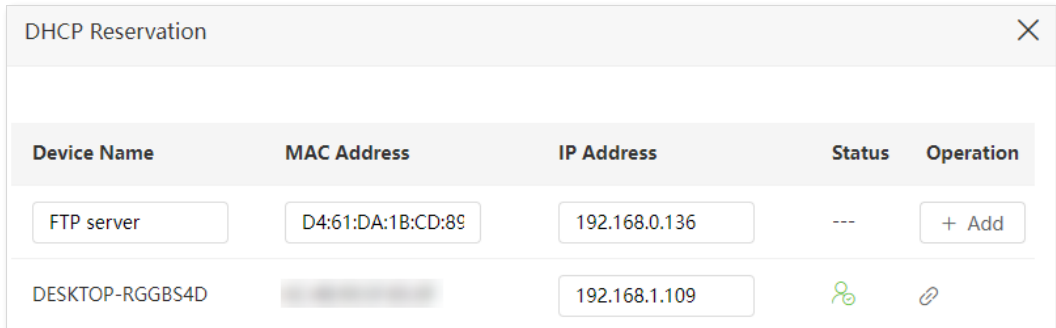 DHCP Reservation
Device Name MAC Address IP Address Status Operation
FTP server D4:61:DA:1B:CD:89 192.168.0.136 --- + Add
DESKTOP-RGGBS4D 192.168.1.109